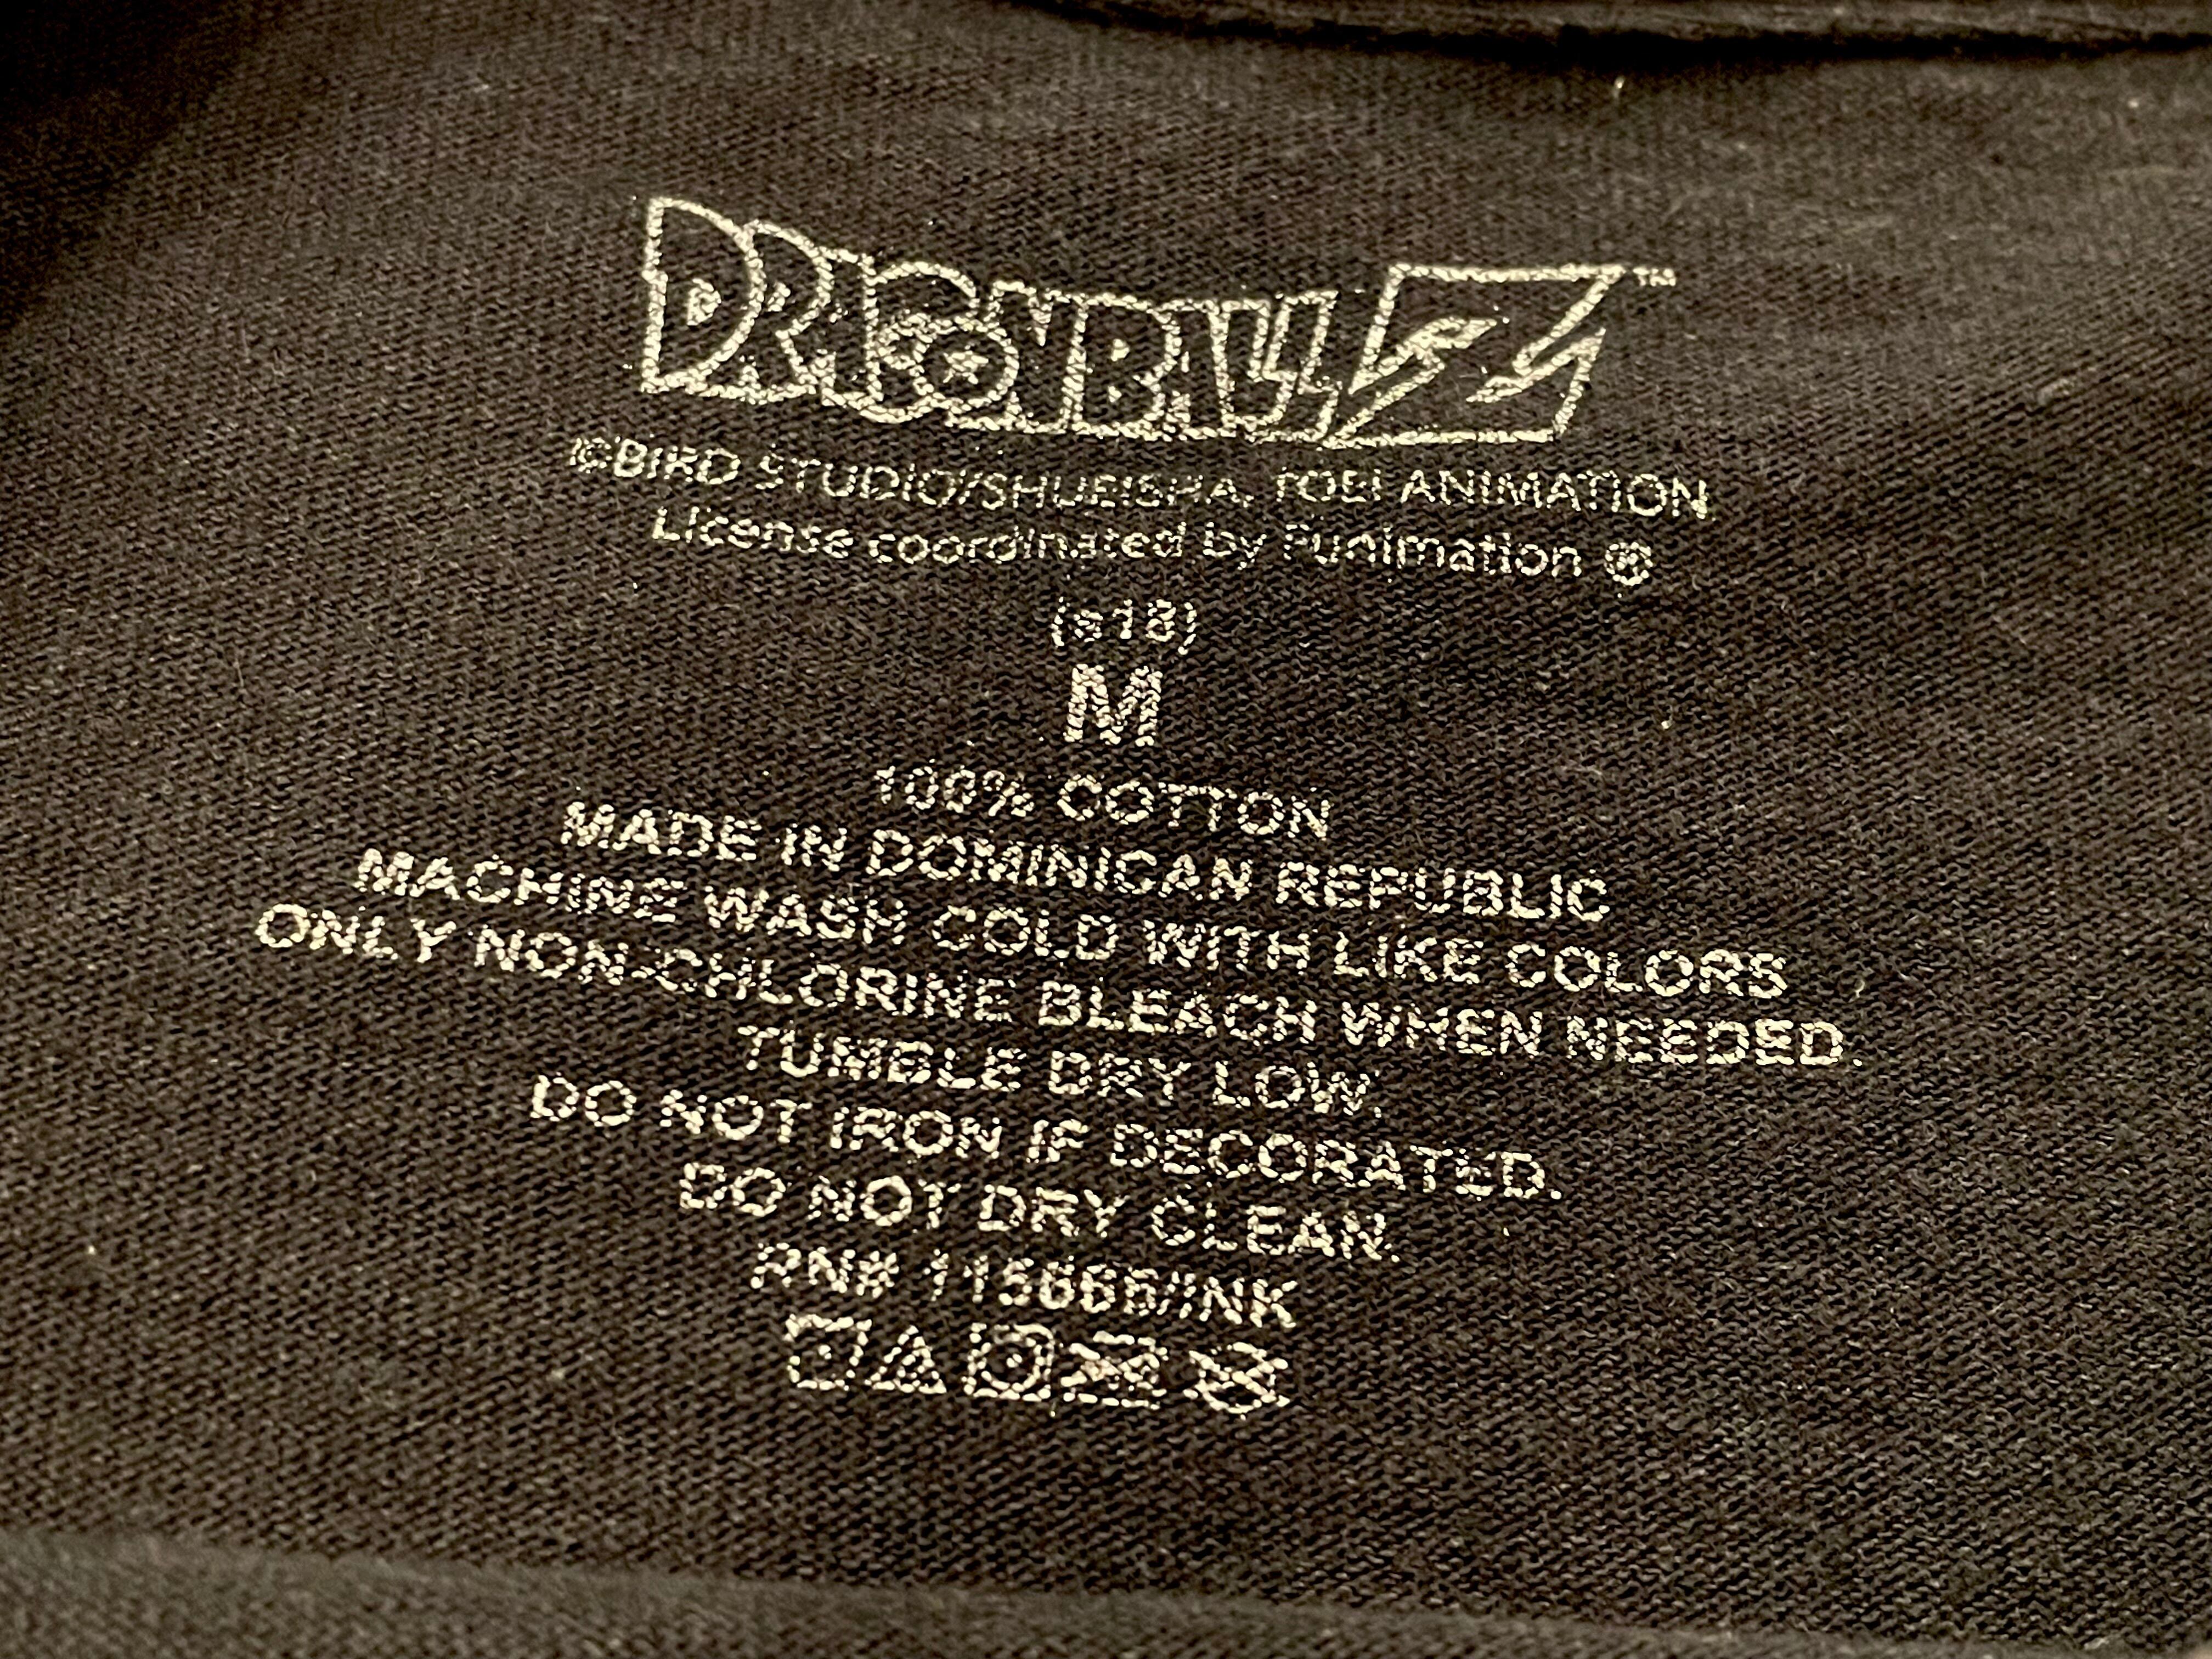 DRAGONBALL Z™
©BIRD STUDIO/SHUEISHA, TOEI ANIMATION
License coordinated by Funimation ®
(s18)
M
100% COTTON
MADE IN DOMINICAN REPUBLIC
MACHINE WASH COLD WITH LIKE COLORS
ONLY NON-CHLORINE BLEACH WHEN NEEDED.
TUMBLE DRY LOW.
DO NOT IRON IF DECORATED.
DO NOT DRY CLEAN.
RN#